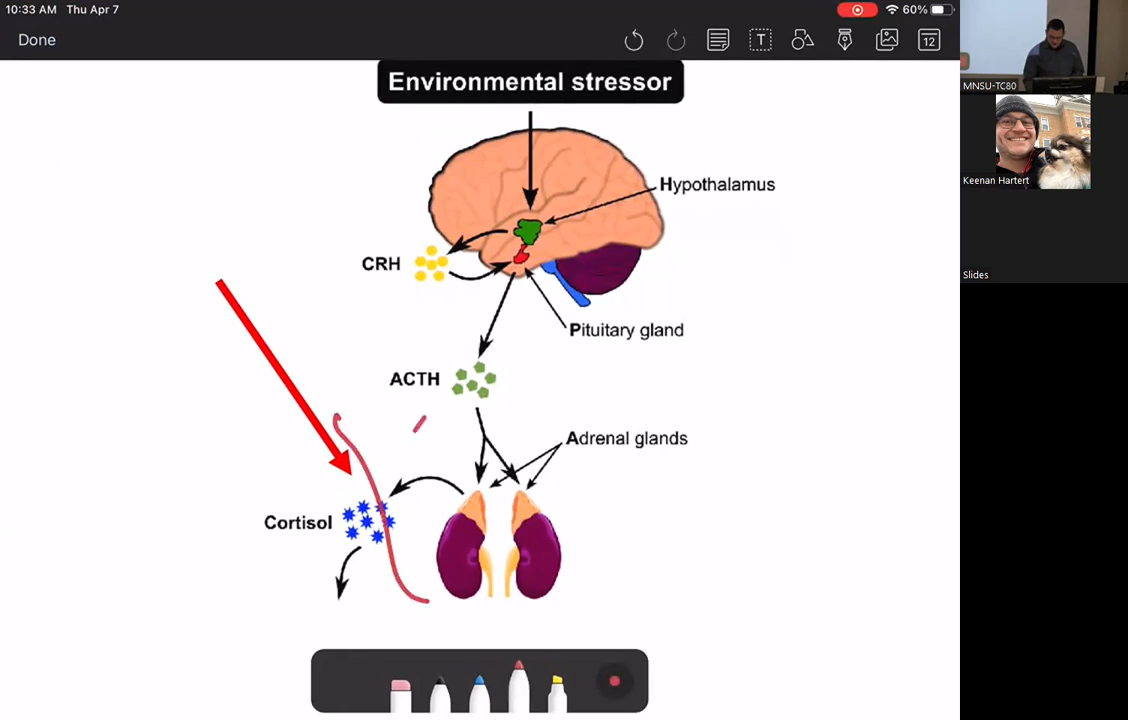 10:33 AM Thu Apr 7
60%
Done
T
12
MNSU-TC80
Keenan Hartert
Slides
Environmental stressor
Hypothalamus
CRH
Pituitary gland
ACTH
Adrenal glands
Cortisol